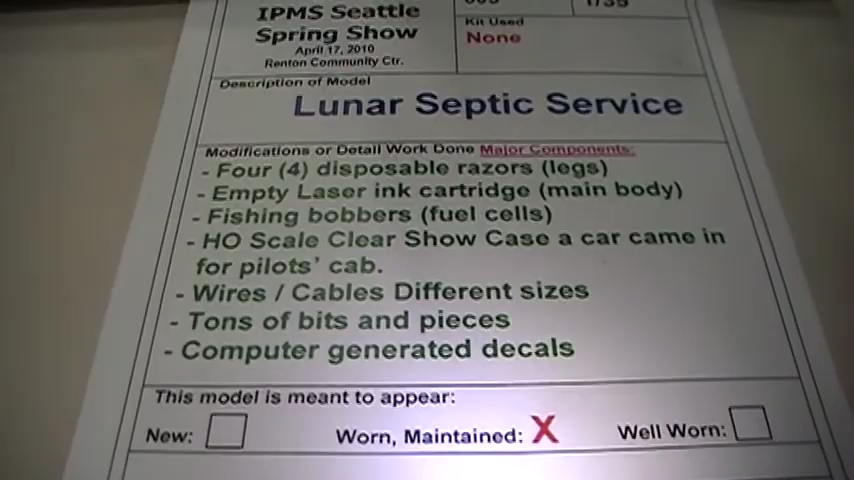 IPMS Seattle
Spring Show
April 17, 2010
Renton Community Ctr.
1/35
Kit Used
None
Description of Model
Lunar Septic Service
Modifications or Detail Work Done Major Components:
- Four (4) disposable razors (legs)
- Empty Laser ink cartridge (main body)
- Fishing bobbers (fuel cells)
- HO Scale Clear Show Case a car came in
for pilots' cab.
- Wires / Cables Different sizes
- Tons of bits and pieces
- Computer generated decals
This model is meant to appear:
New: Worn, Maintained: X Well Worn: